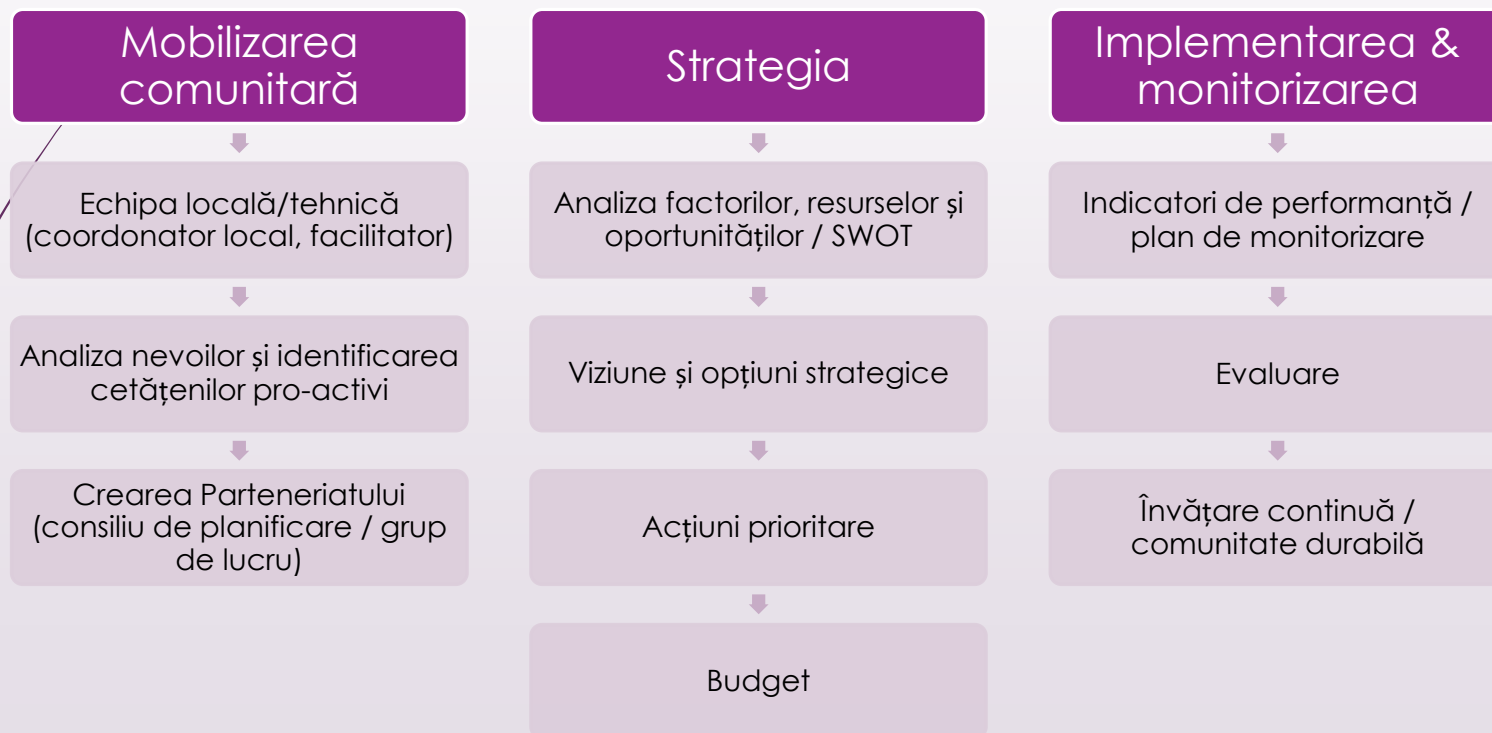 Mobilizarea
comunitară
Echipa locală/tehnică
(coordonator local, facilitator)
Analiza nevoilor și identificarea
cetățenilor pro-activi
Crearea Parteneriatului
(consiliu de planificare / grup
de lucru)
Strategia
Analiza factorilor, resurselor și
oportunităților / SWOT
Viziune și opțiuni strategice
Acțiuni prioritare
Budget
Implementarea &
monitorizarea
Indicatori de performanță /
plan de monitorizare
Evaluare
Învățare continuă /
comunitate durabilă